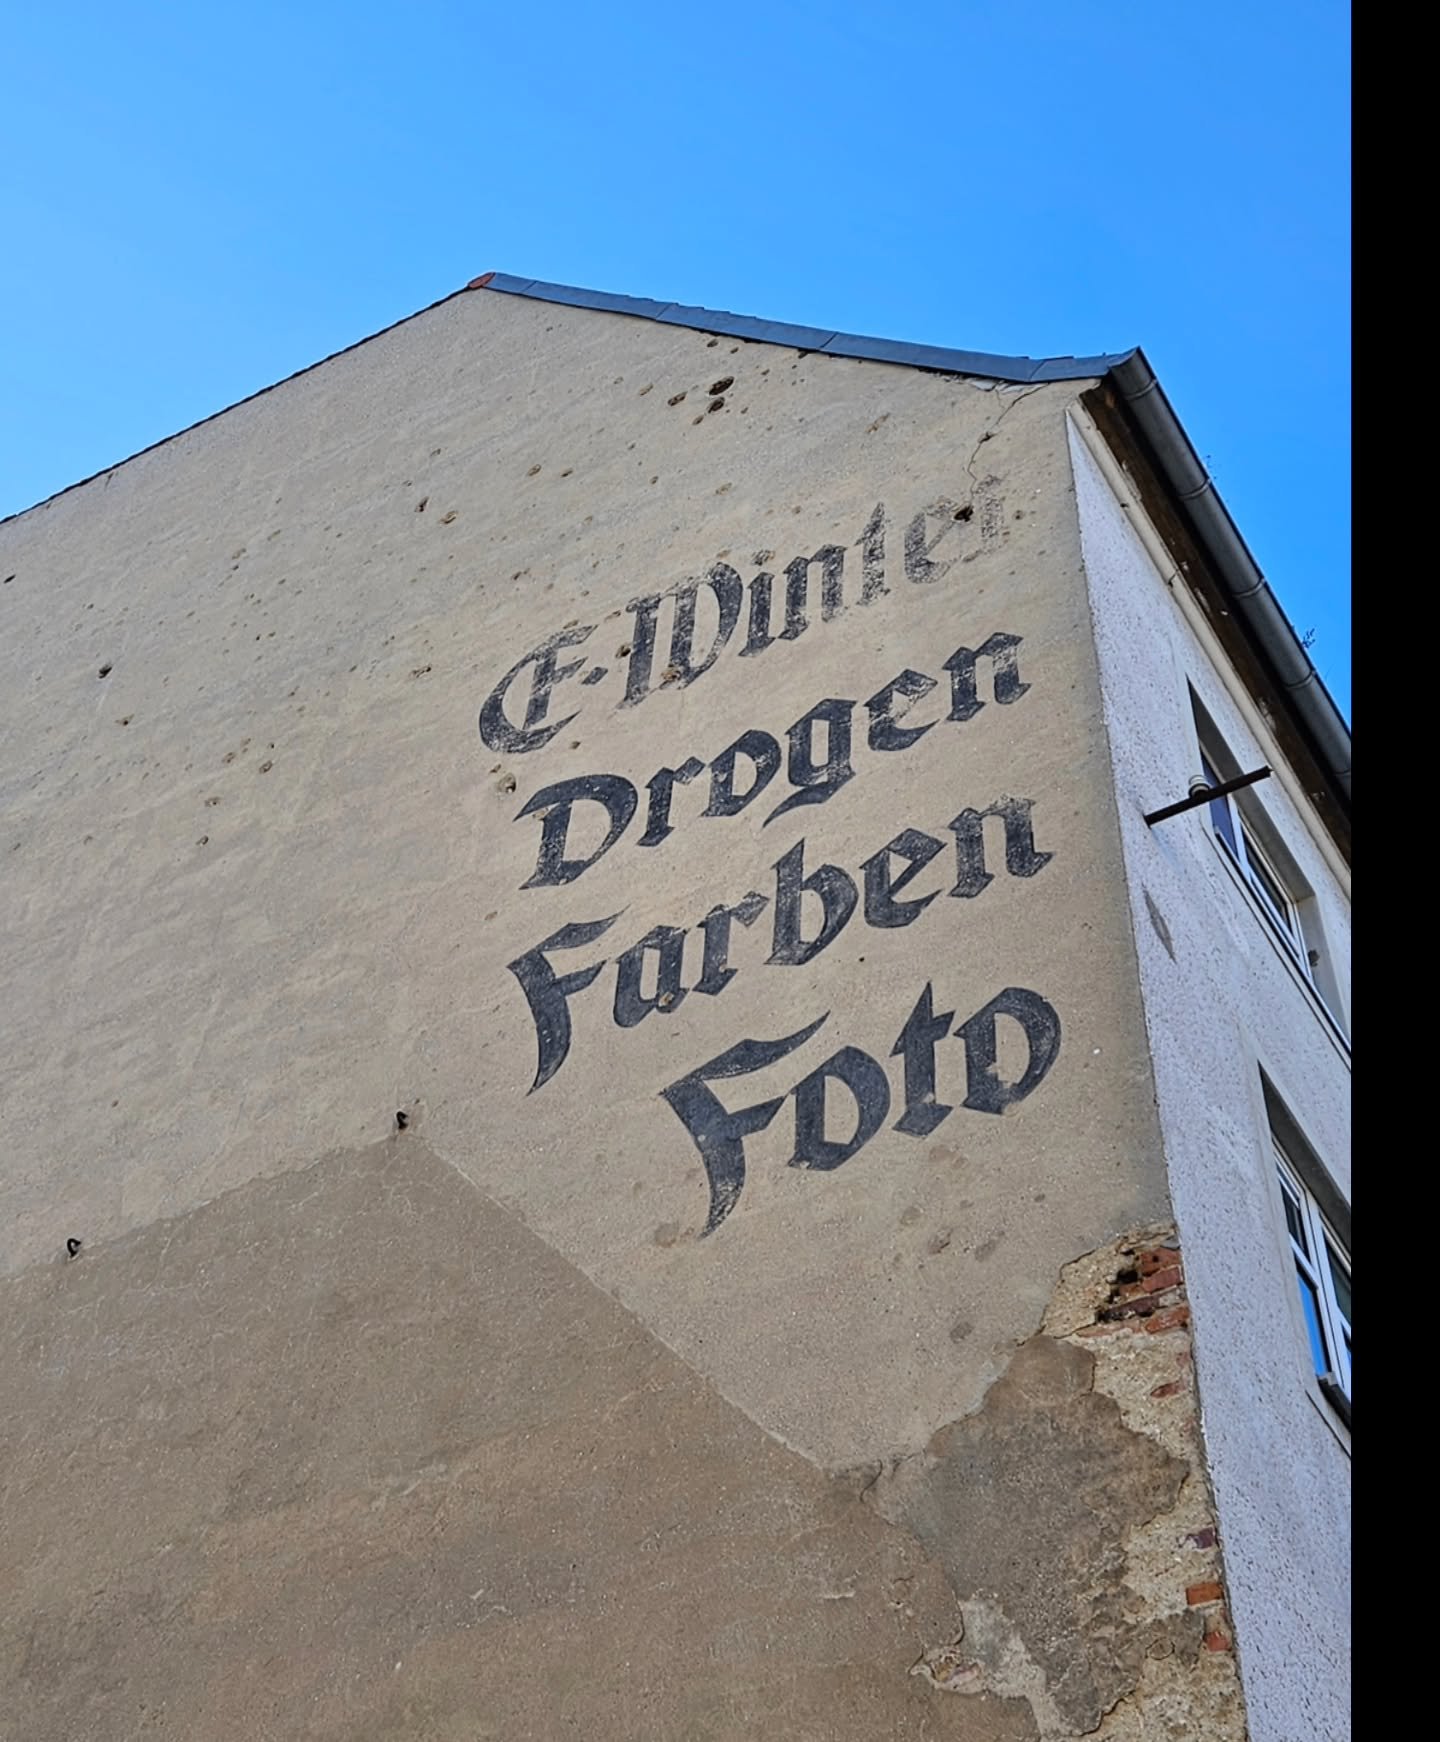 E. Winter
Drogen
Farben
Foto